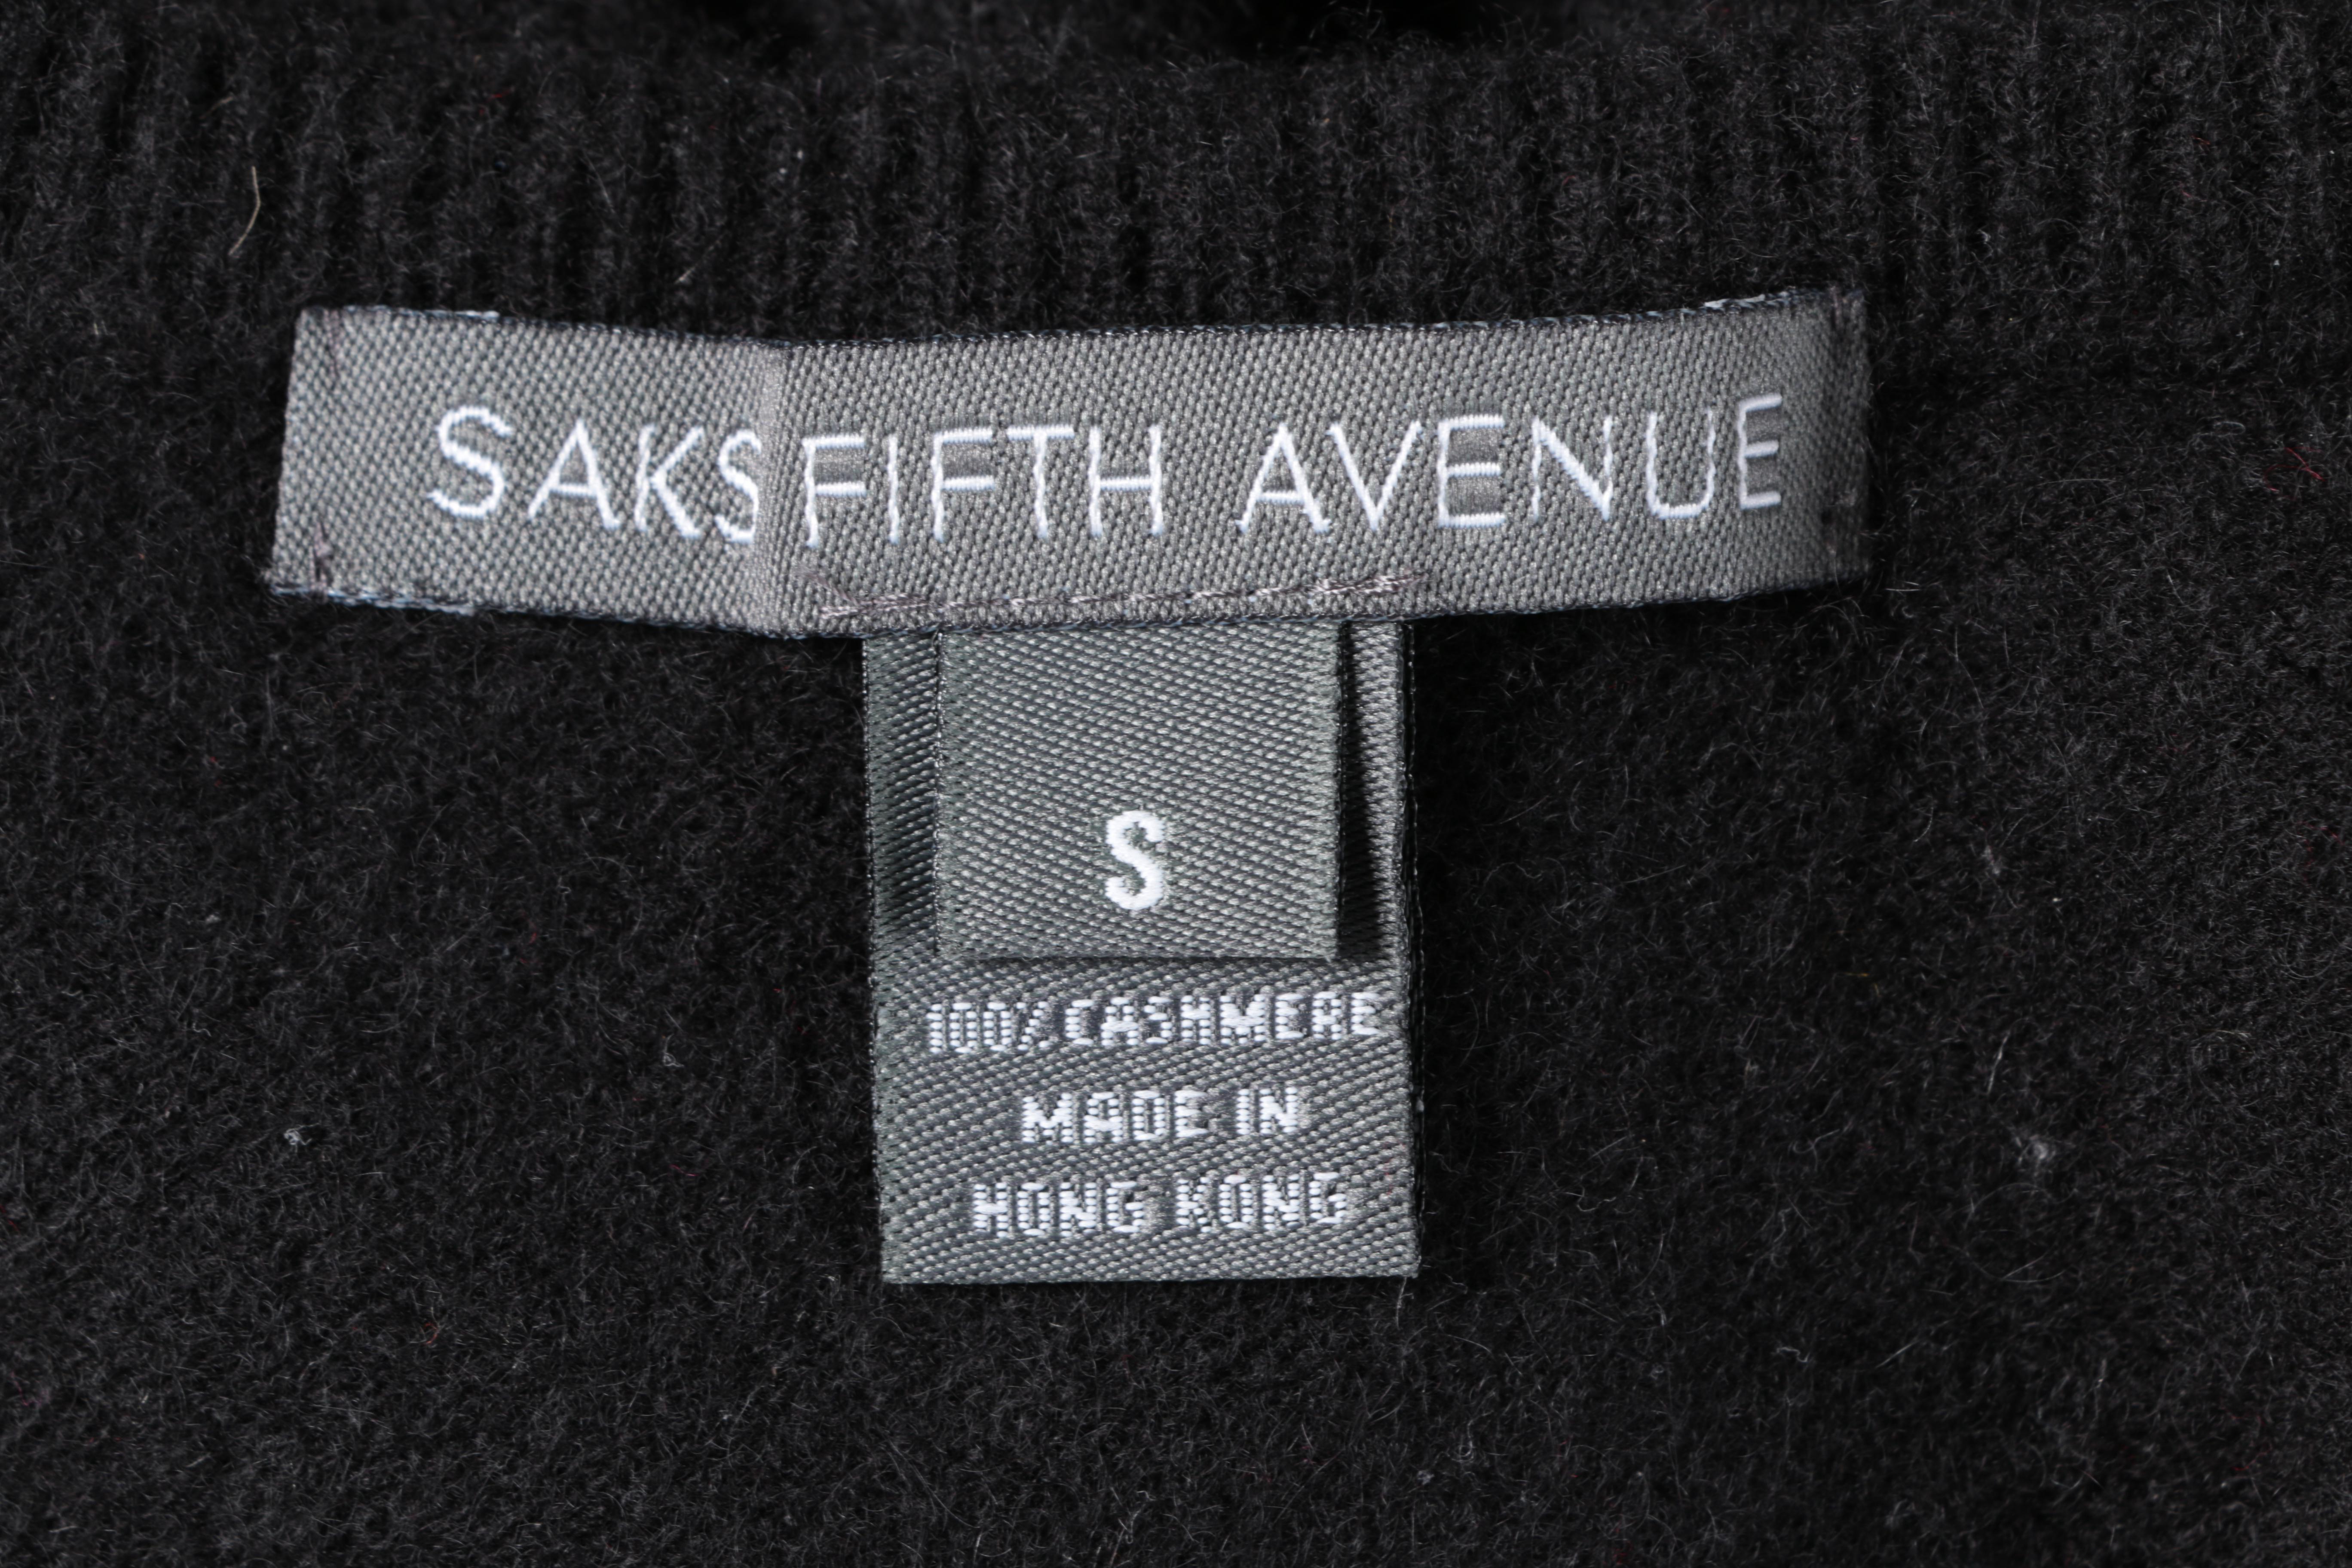 SAKS FIFTH AVENUE
S
100% CASHMERE
MADE IN
HONG KONG